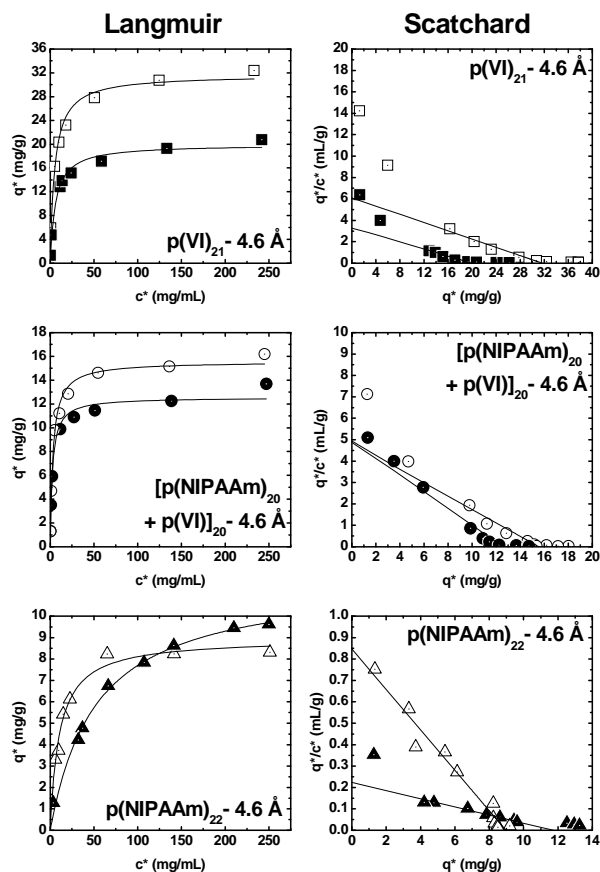 Langmuir
Scatchard
36
32
28
24
20
16
12
8
4
0
q* (mg/g)
0 50 100 150 200 250
c* (mg/mL)
p(VI)₂₁- 4.6 Å
20
18
16
14
12
10
8
6
4
2
0
q*/c* (mL/g)
0 4 8 12 16 20 24 28 32 36 40
q* (mg/g)
p(VI)₂₁- 4.6 Å
18
16
14
12
10
8
6
4
2
0
q* (mg/g)
0 50 100 150 200 250
c* (mg/mL)
[p(NIPAAm)₂₀
+ p(VI)]₂₀- 4.6 Å
10
9
8
7
6
5
4
3
2
1
0
q*/c* (mL/g)
0 2 4 6 8 10 12 14 16 18 20
q* (mg/g)
[p(NIPAAm)₂₀
+ p(VI)]₂₀- 4.6 Å
10
9
8
7
6
5
4
3
2
1
0
q* (mg/g)
0 50 100 150 200 250
c* (mg/mL)
p(NIPAAm)₂₂- 4.6 Å
1.0
0.9
0.8
0.7
0.6
0.5
0.4
0.3
0.2
0.1
0.0
q*/c* (mL/g)
0 2 4 6 8 10 12 14
q* (mg/g)
p(NIPAAm)₂₂- 4.6 Å